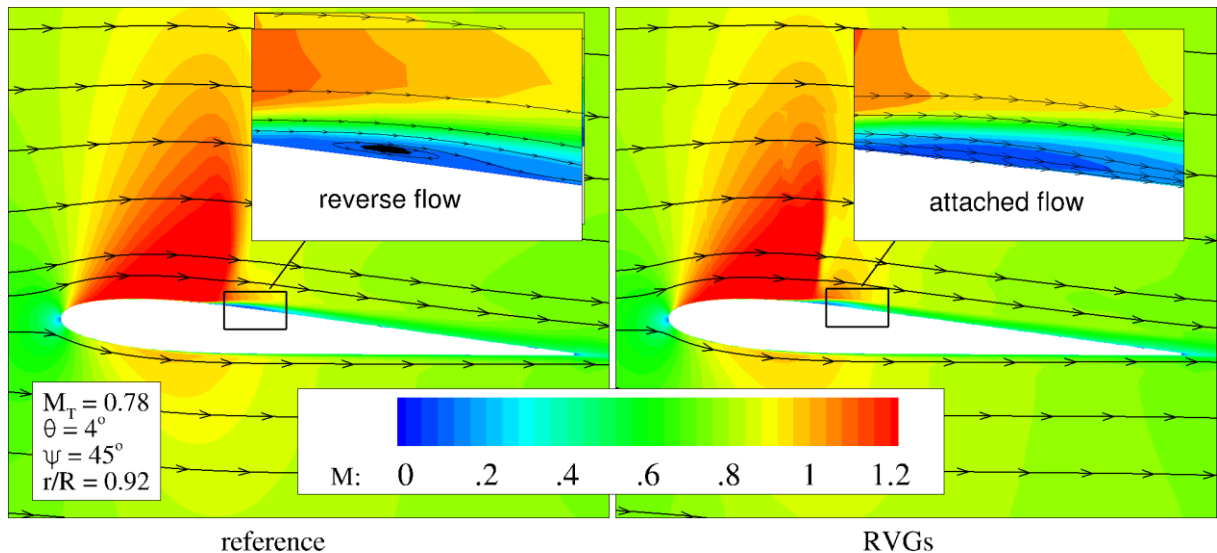 reverse flow
attached flow
M_T = 0.78
θ = 4°
ψ = 45°
r/R = 0.92
M: 0 .2 .4 .6 .8 1 1.2
reference
RVGs